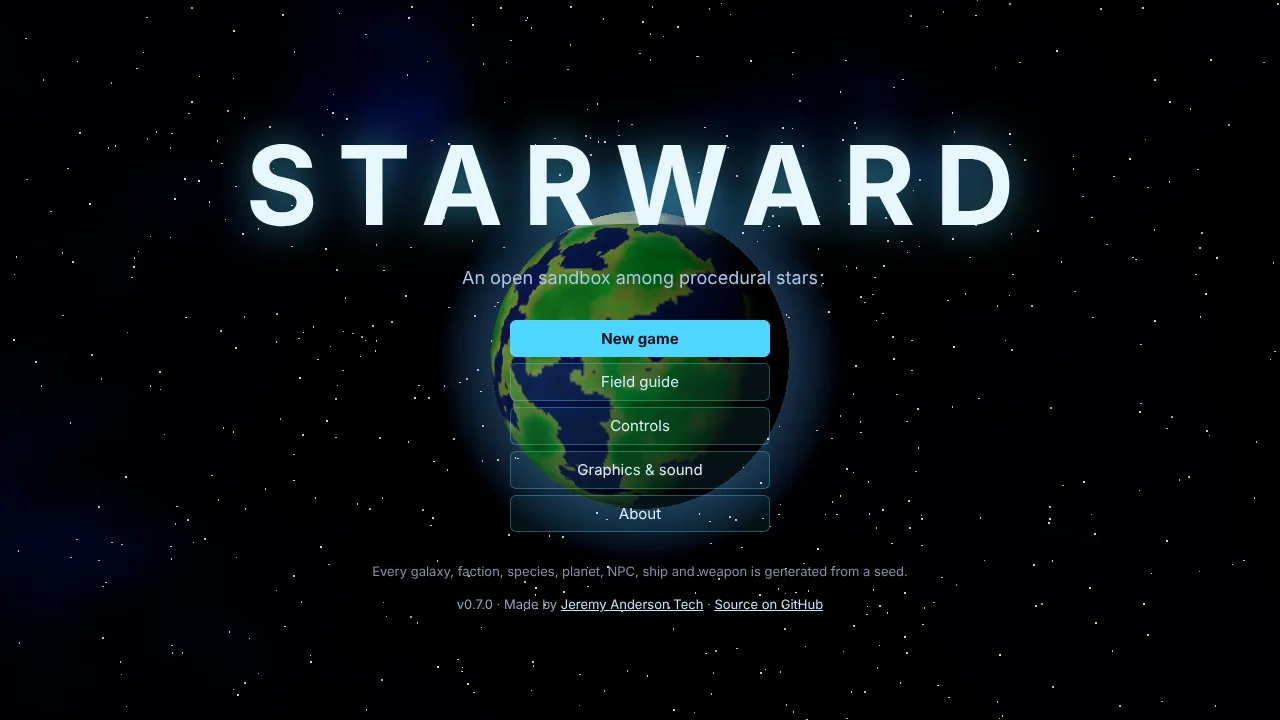 STARWARD
An open sandbox among procedural stars
New game
Field guide
Controls
Graphics & sound
About
Every galaxy, faction, species, planet, NPC, ship and weapon is generated from a seed.
v0.7.0 · Made by Jeremy Anderson Tech · Source on GitHub